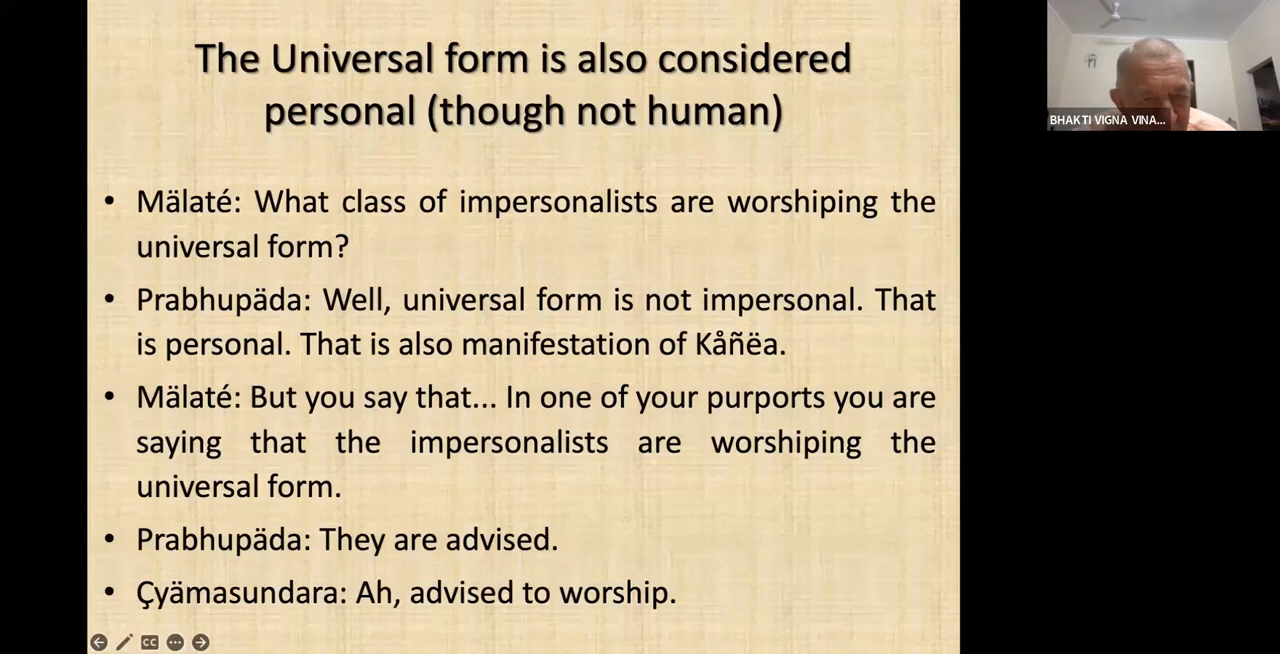 The Universal form is also considered
personal (though not human)
• Mälaté: What class of impersonalists are worshiping the
universal form?
• Prabhupäda: Well, universal form is not impersonal. That
is personal. That is also manifestation of Kåñëa.
• Mälaté: But you say that... In one of your purports you are
saying that the impersonalists are worshiping the
universal form.
• Prabhupäda: They are advised.
• Çyämasundara: Ah, advised to worship.
BHAKTI VIGNA VINA...
CC